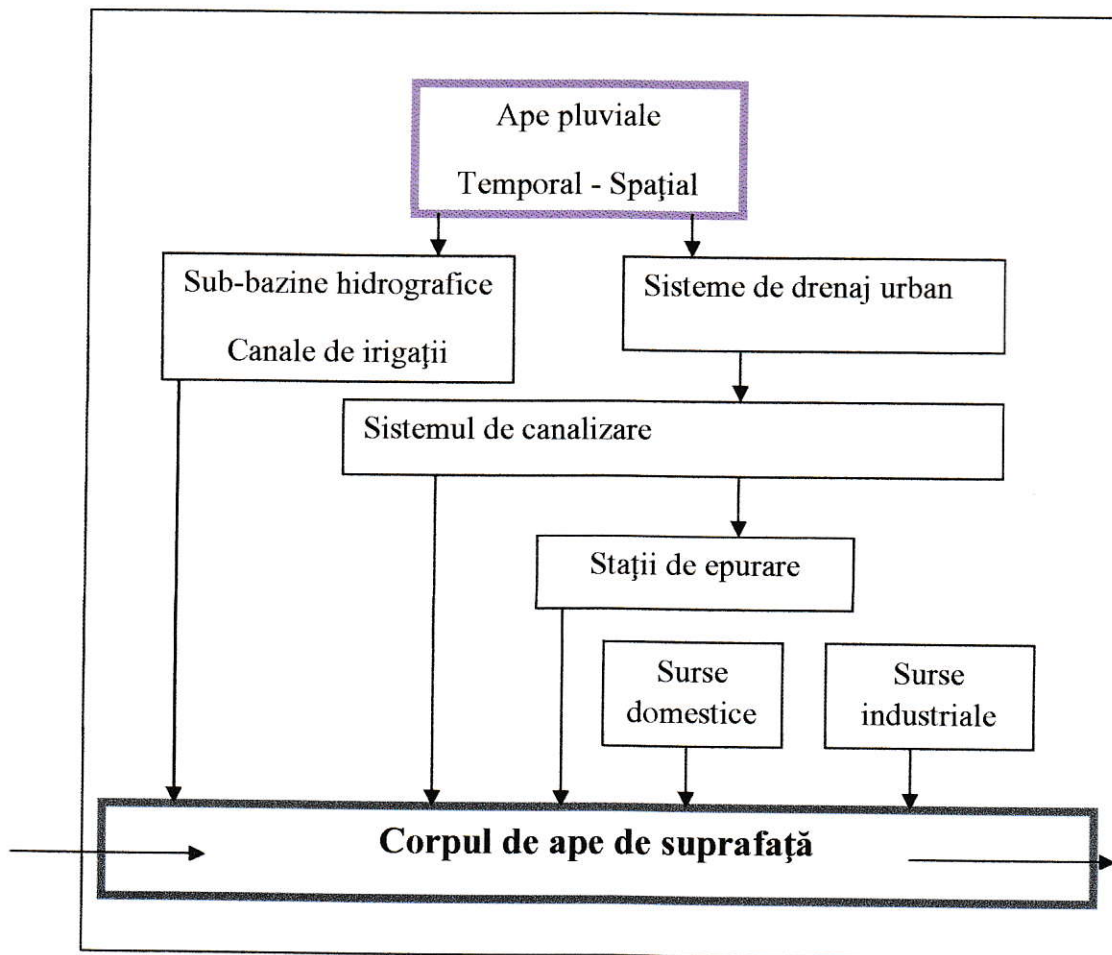 Ape pluviale
Temporal - Spaţial
Sub-bazine hidrografice
Canale de irigaţii
Sisteme de drenaj urban
Sistemul de canalizare
Staţii de epurare
Surse
domestice
Surse
industriale
Corpul de ape de suprafaţă